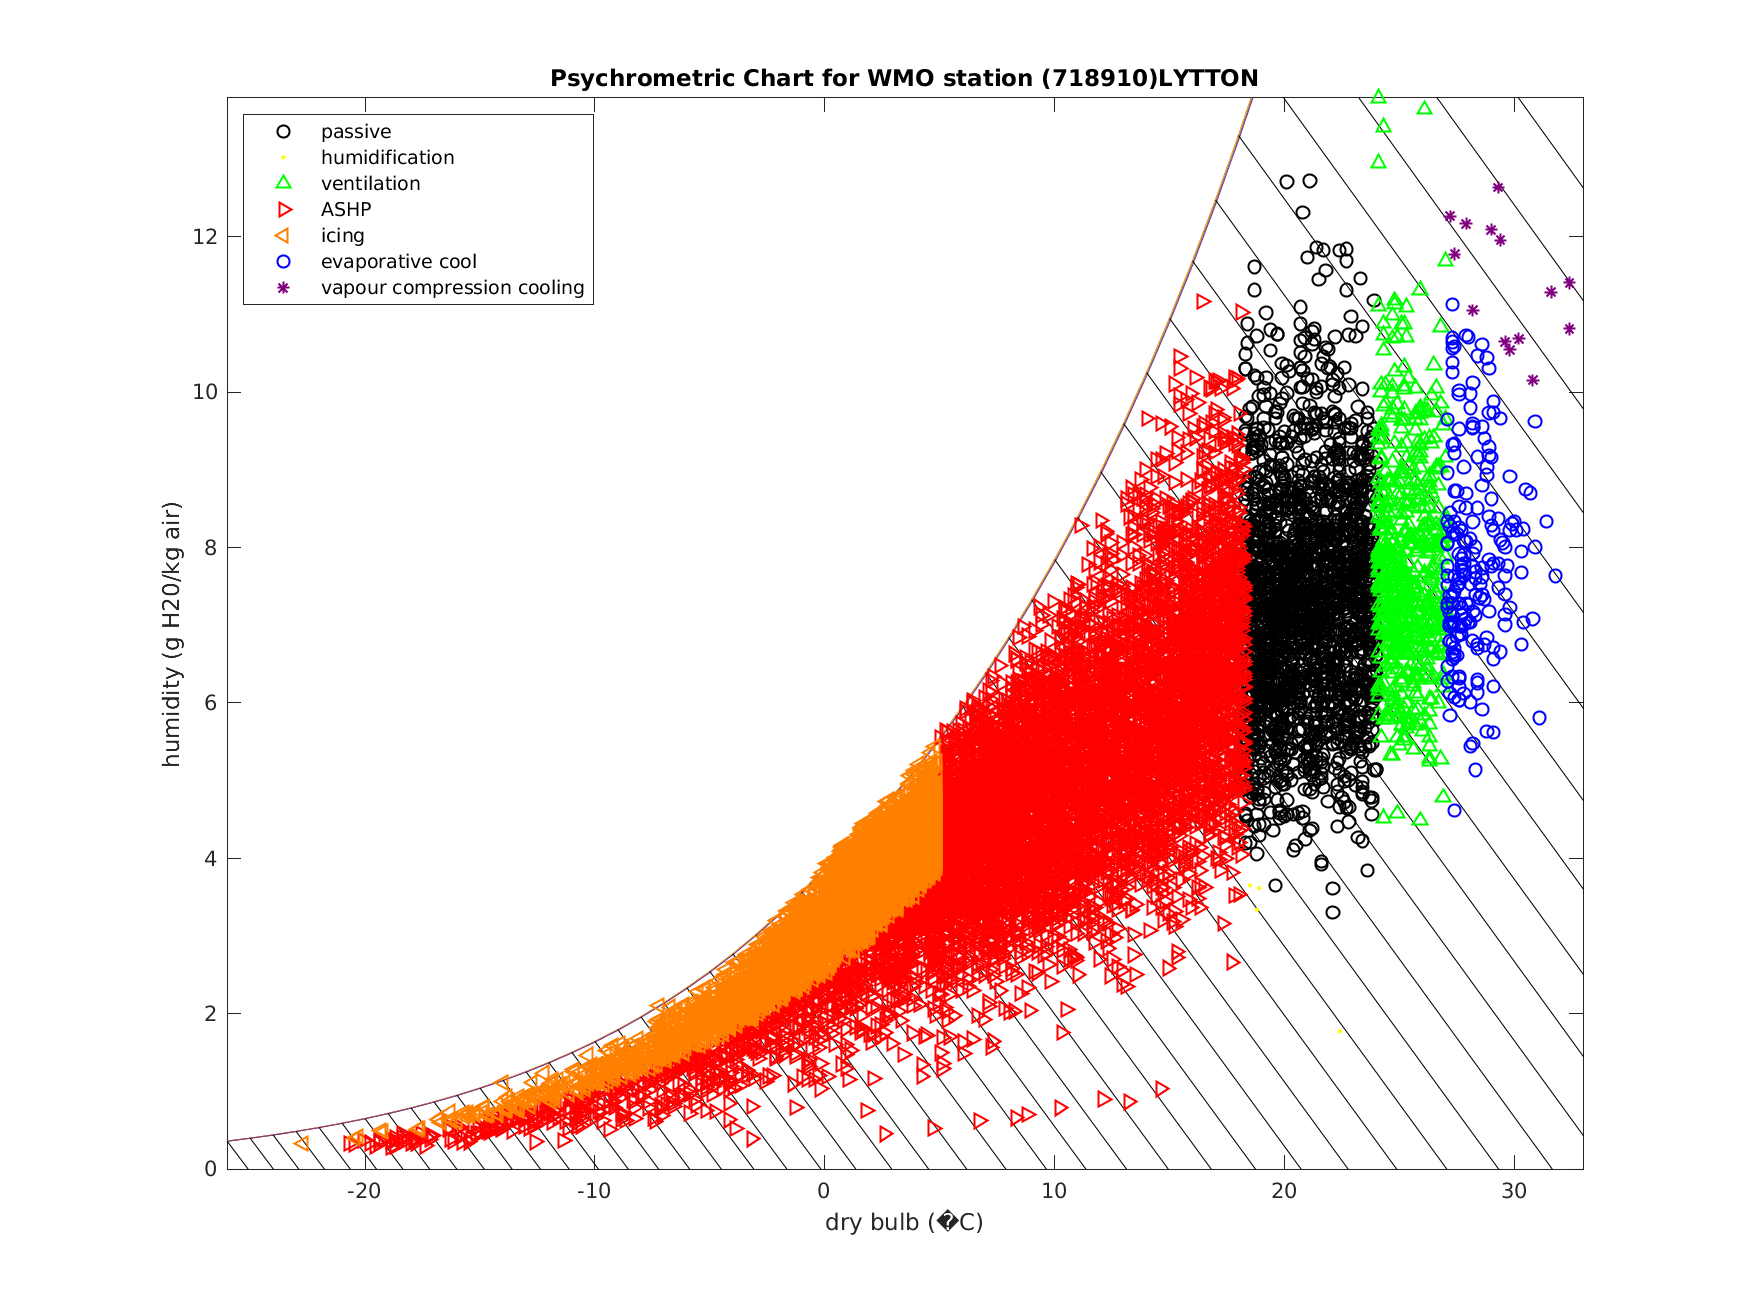 Psychrometric Chart for WMO station (718910)LYTTON
passive
humidification
ventilation
ASHP
icing
evaporative cool
vapour compression cooling
humidity (g H20/kg air)
12
10
8
6
4
2
0
-20
-10
0
10
20
30
dry bulb (�C)